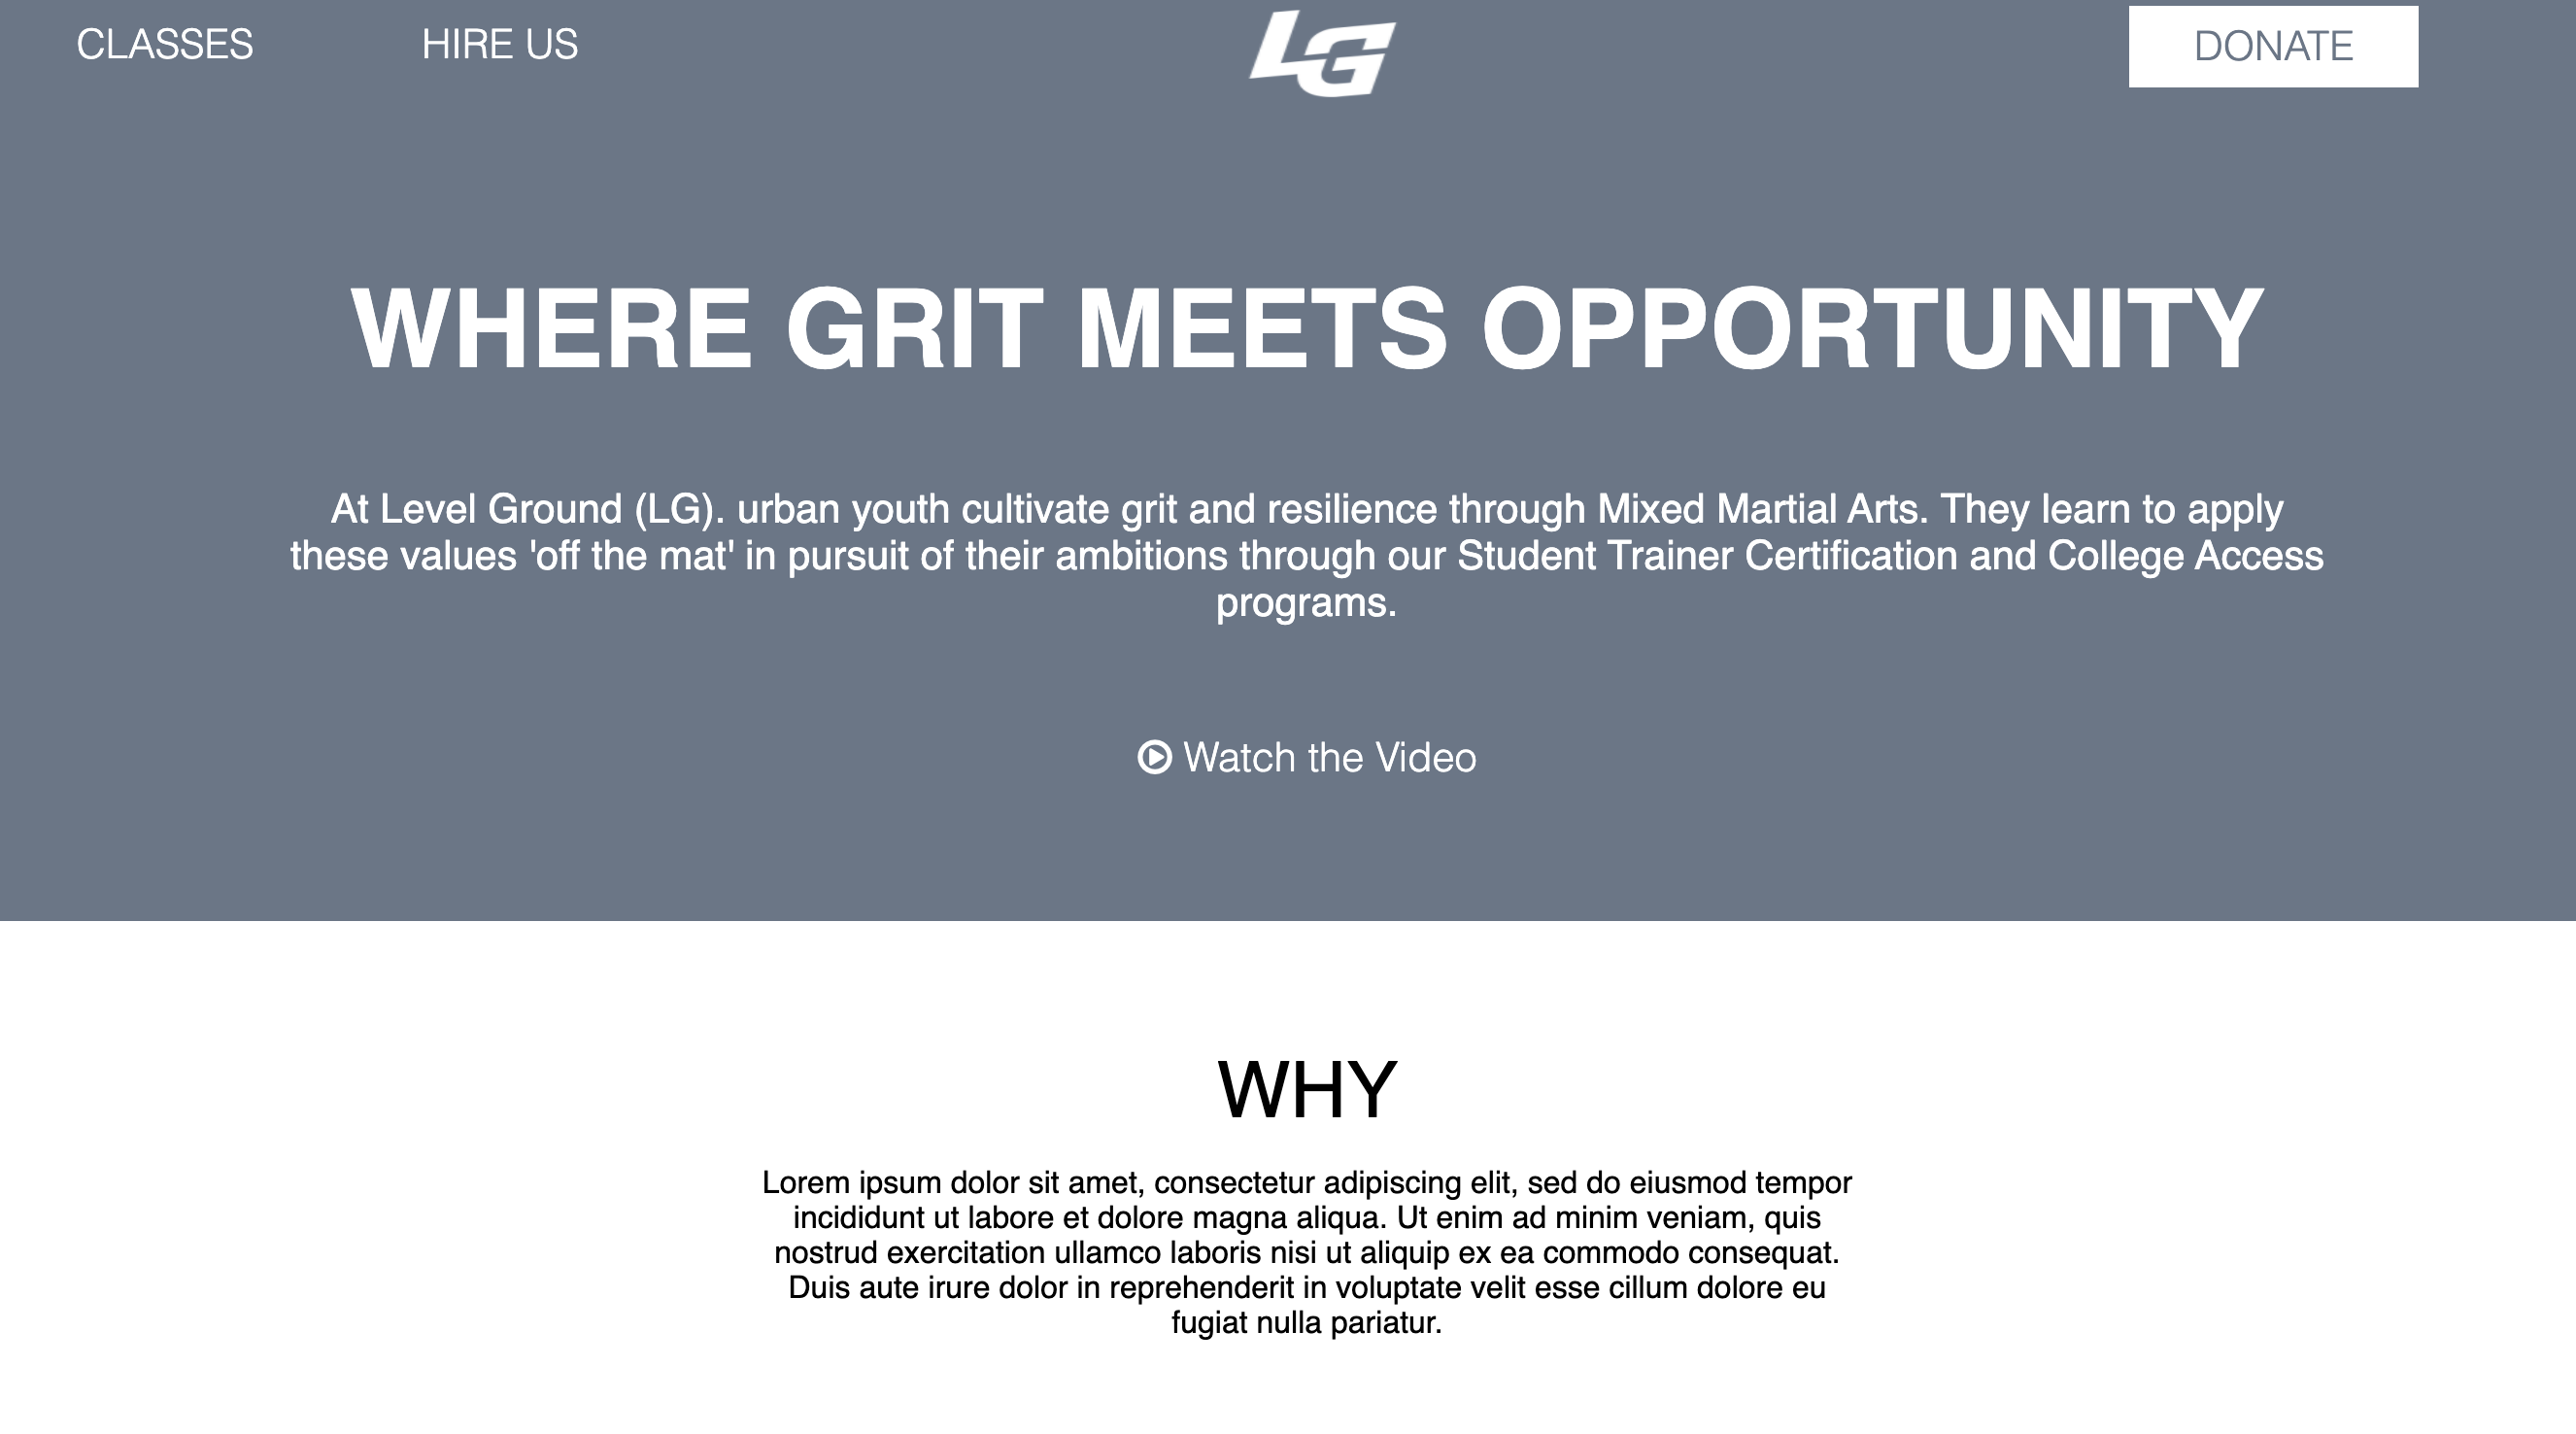 CLASSES
HIRE US
LG
DONATE
WHERE GRIT MEETS OPPORTUNITY
At Level Ground (LG). urban youth cultivate grit and resilience through Mixed Martial Arts. They learn to apply
these values 'off the mat' in pursuit of their ambitions through our Student Trainer Certification and College Access
programs.
Watch the Video
WHY
Lorem ipsum dolor sit amet, consectetur adipiscing elit, sed do eiusmod tempor
incididunt ut labore et dolore magna aliqua. Ut enim ad minim veniam, quis
nostrud exercitation ullamco laboris nisi ut aliquip ex ea commodo consequat.
Duis aute irure dolor in reprehenderit in voluptate velit esse cillum dolore eu
fugiat nulla pariatur.